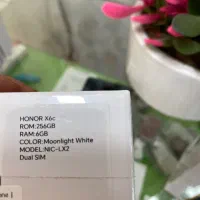 HONOR X6c
ROM:256GB
RAM:6GB
COLOR:Moonlight White
MODEL:NIC-LX2
Dual SIM